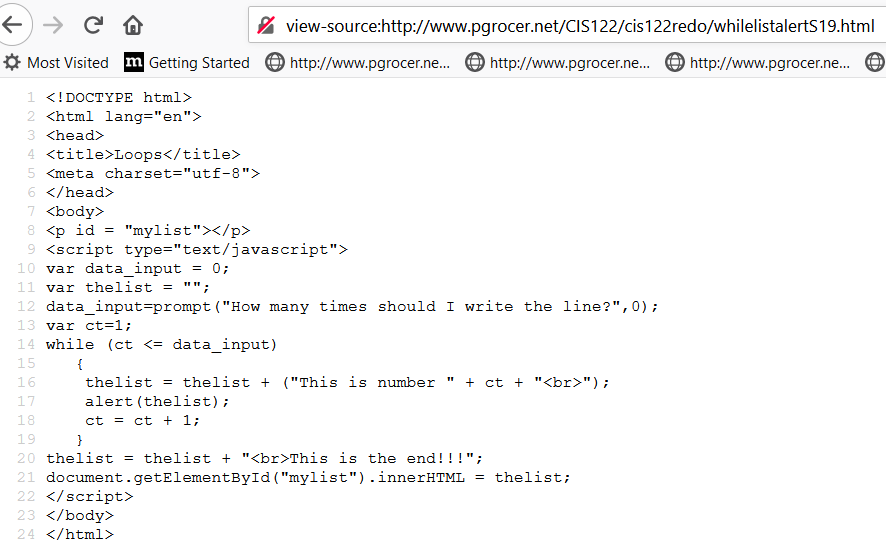 view-source:http://www.pgrocer.net/CIS122/cis122redo/whilelistalertS19.html
Most Visited m Getting Started http://www.pgrocer.ne... http://www.pgrocer.ne... http://www.pgrocer.ne...
1 <!DOCTYPE html>
2 <html lang="en">
3 <head>
4 <title>Loops</title>
5 <meta charset="utf-8">
6 </head>
7 <body>
8 <p id = "mylist"></p>
9 <script type="text/javascript">
10 var data_input = 0;
11 var thelist = "";
12 data_input=prompt("How many times should I write the line?",0);
13 var ct=1;
14 while (ct <= data_input)
15    {
16     thelist = thelist + ("This is number " + ct + "<br>");
17     alert(thelist);
18     ct = ct + 1;
19    }
20 thelist = thelist + "<br>This is the end!!!";
21 document.getElementById("mylist").innerHTML = thelist;
22 </script>
23 </body>
24 </html>